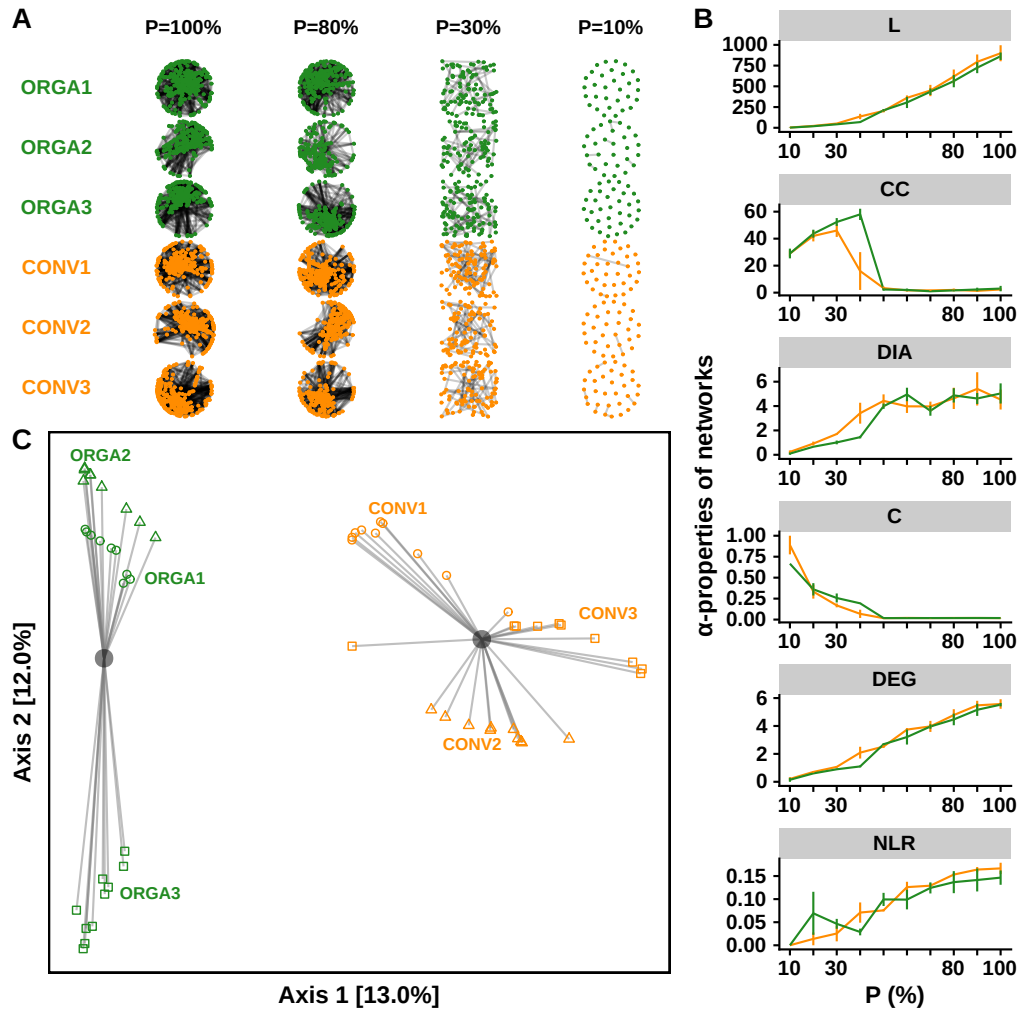 A
P=100%
P=80%
P=30%
P=10%
ORGA1
ORGA2
ORGA3
CONV1
CONV2
CONV3
B
α-properties of networks
L
1000
750
500
250
0
10
30
80
100
CC
60
40
20
0
10
30
80
100
DIA
6
4
2
0
10
30
80
100
C
1.00
0.75
0.50
0.25
0.00
10
30
80
100
DEG
6
4
2
0
10
30
80
100
NLR
0.15
0.10
0.05
0.00
10
30
80
100
P (%)
C
Axis 2 [12.0%]
ORGA2
ORGA1
ORGA3
CONV1
CONV3
CONV2
Axis 1 [13.0%]